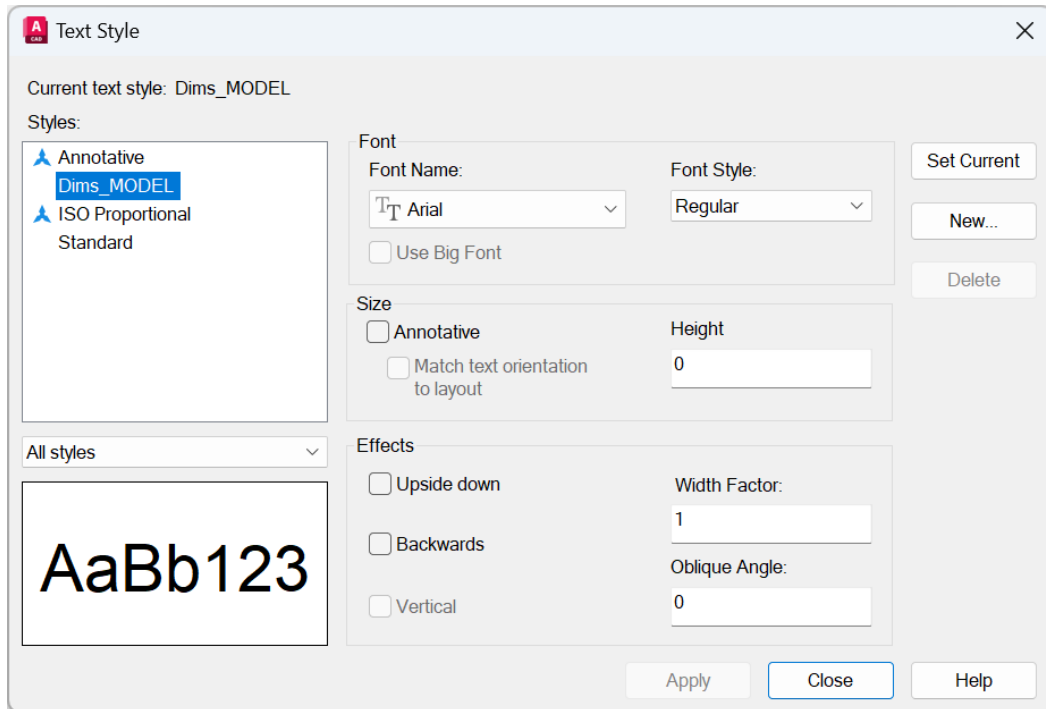 A
CAD
Text Style
Current text style: Dims_MODEL
Styles:
Annotative
Dims_MODEL
ISO Proportional
Standard
All styles
AaBb123
Font
Font Name:
Font Style:
TT Arial
Regular
Use Big Font
Size
Annotative
Height
Match text orientation
to layout
0
Effects
Upside down
Width Factor:
1
Backwards
Oblique Angle:
Vertical
0
Set Current
New...
Delete
Apply
Close
Help